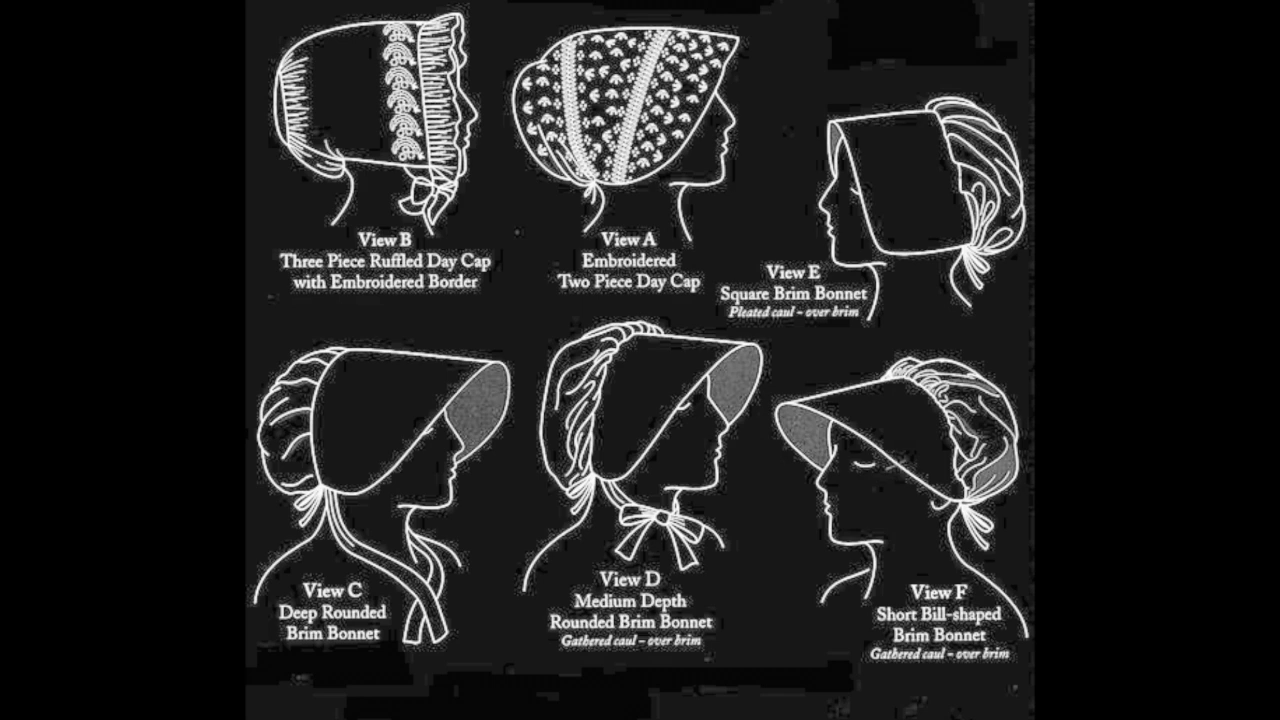 View B
Three Piece Ruffled Day Cap
with Embroidered Border
View A
Embroidered
Two Piece Day Cap
View E
Square Brim Bonnet
Pleated caul - over brim
View C
Deep Rounded
Brim Bonnet
View D
Medium Depth
Rounded Brim Bonnet
Gathered caul - over brim
View F
Short Bill-shaped
Brim Bonnet
Gathered caul - over brim